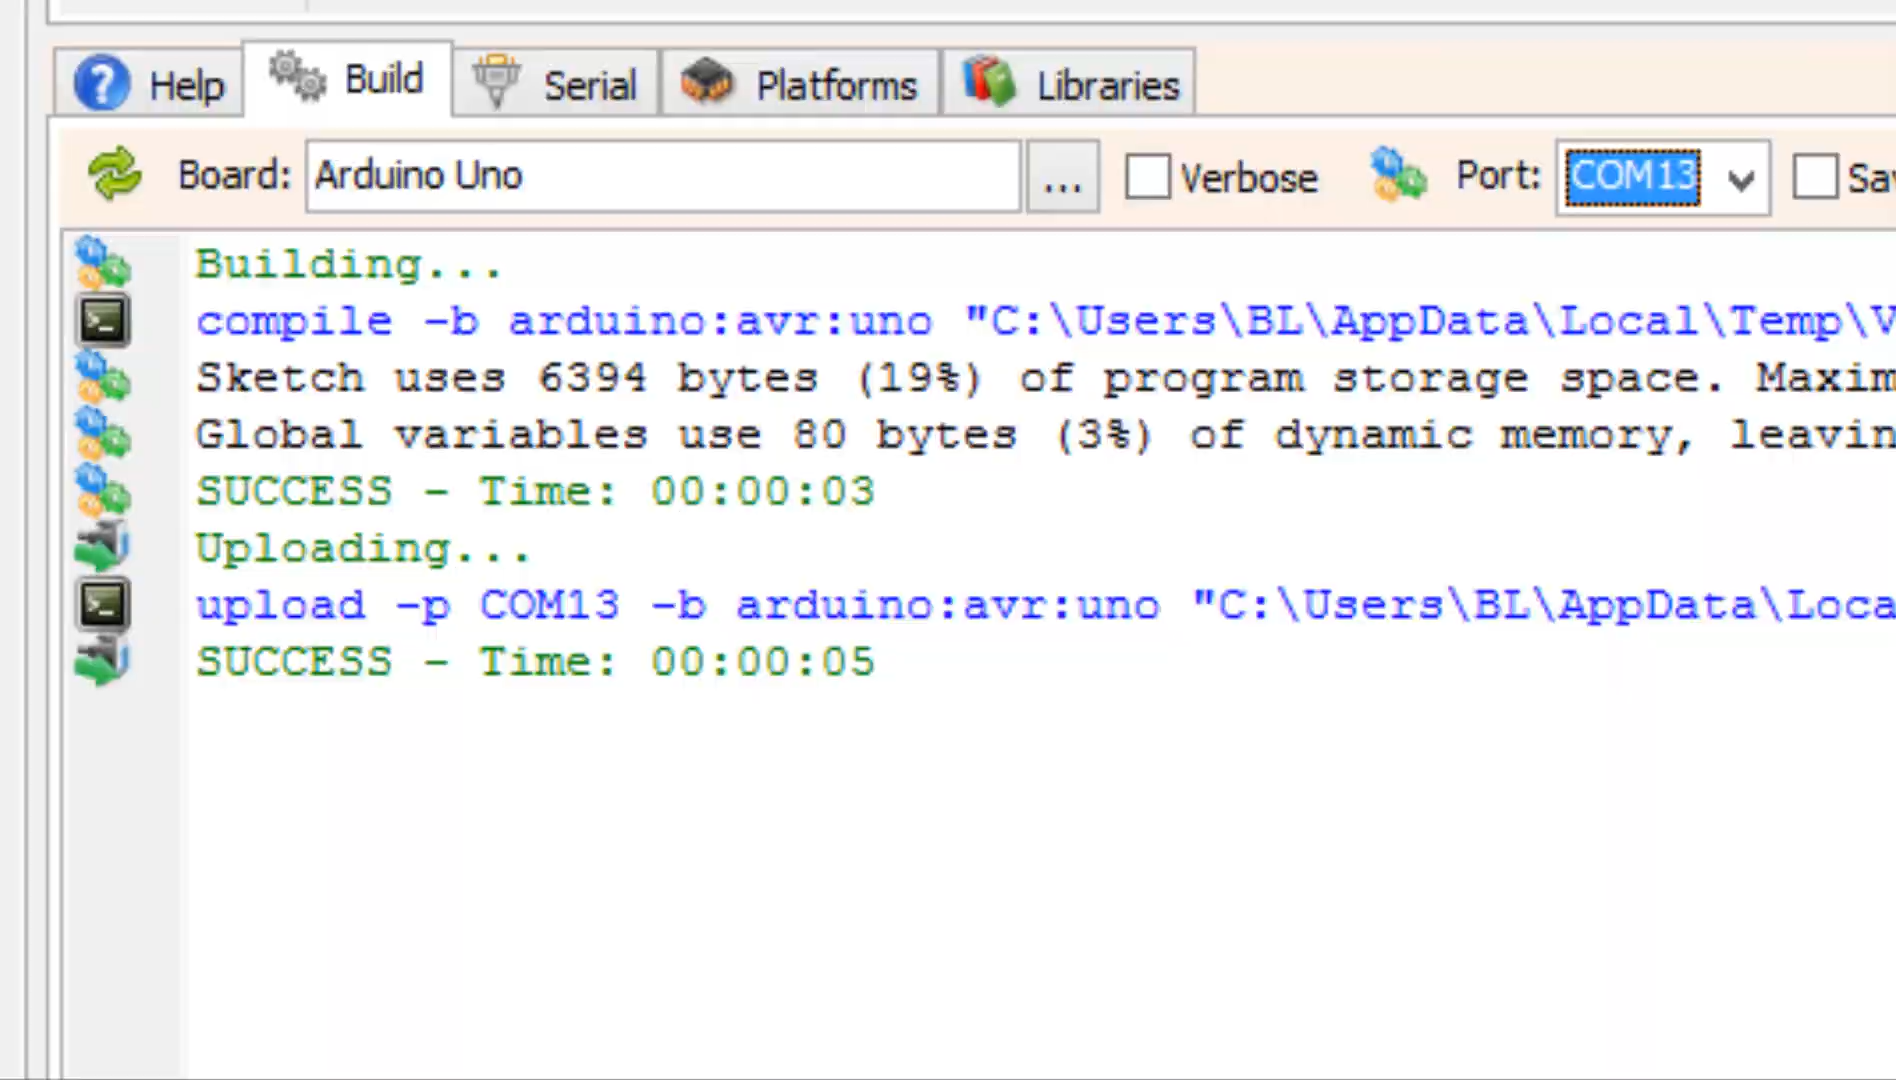 Help Build Serial Platforms Libraries
Board: Arduino Uno ... Verbose Port: COM13
Building...
compile -b arduino:avr:uno "C:\Users\BL\AppData\Local\Temp\V
Sketch uses 6394 bytes (19%) of program storage space. Maxim
Global variables use 80 bytes (3%) of dynamic memory, leavin
SUCCESS - Time: 00:00:03
Uploading...
upload -p COM13 -b arduino:avr:uno "C:\Users\BL\AppData\Loca
SUCCESS - Time: 00:00:05